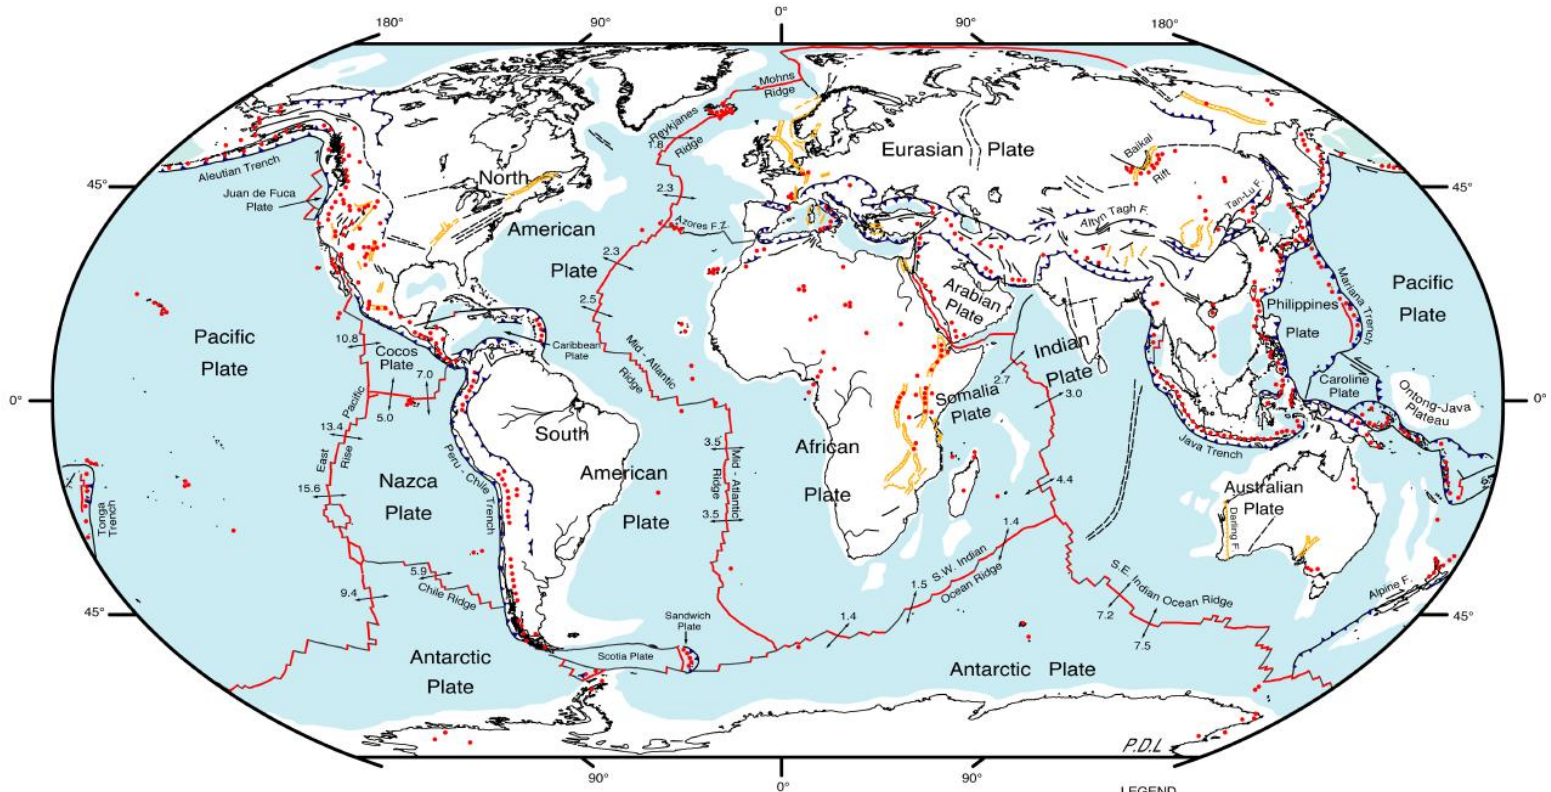 180°
90°
0°
90°
180°
Mohns
Ridge
Reykjanes
Ridge
1.8
Eurasian Plate
Baikal
Rift
Aleutian Trench
45°
45°
Juan de Fuca
Plate
North
American
Plate
2.3
Azores F.Z.
2.3
2.5
Altyn Tagh F.
Tan-Lu F.
Arabian
Plate
Mariana Trench
Philippines
Plate
Pacific
Plate
Pacific
Plate
10.8
Cocos
Plate
7.0
5.0
Caribbean
Plate
Mid - Atlantic
Ridge
Indian
Plate
2.7
3.0
Somalia
Plate
Caroline
Plate
Ontong-Java
Plateau
0°
0°
East Pacific
Rise
13.4
15.6
South
American
Plate
3.5
Mid - Atlantic
Ridge
3.5
African
Plate
Java Trench
Peru - Chile Trench
Nazca
Plate
4.4
Australian
Plate
Darling F.
Tonga
Trench
1.4
5.9
Chile Ridge
9.4
1.5
S.W. Indian
Ocean Ridge
1.4
S.E. Indian Ocean Ridge
7.2
7.5
Alpine F.
45°
45°
Sandwich
Plate
Scotia Plate
Antarctic
Plate
Antarctic Plate
P.D.L
90°
0°
90°
LEGEND